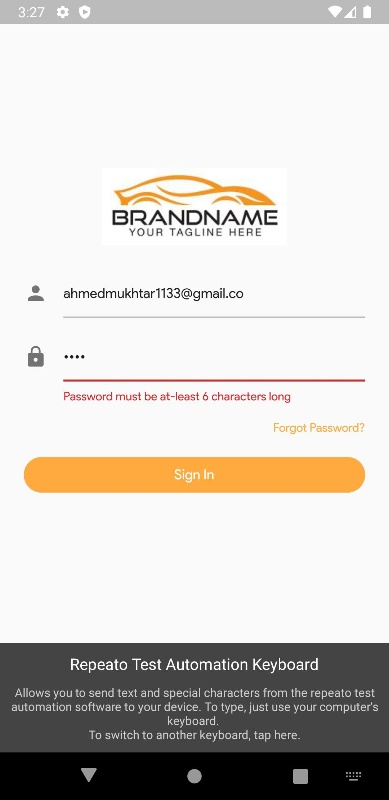 3:27
BRANDNAME
YOUR TAGLINE HERE
ahmedmukhtar1133@gmail.co
••••
Password must be at-least 6 characters long
Forgot Password?
Sign In
Repeato Test Automation Keyboard
Allows you to send text and special characters from the repeato test
automation software to your device. To type, just use your computer's
keyboard.
To switch to another keyboard, tap here.